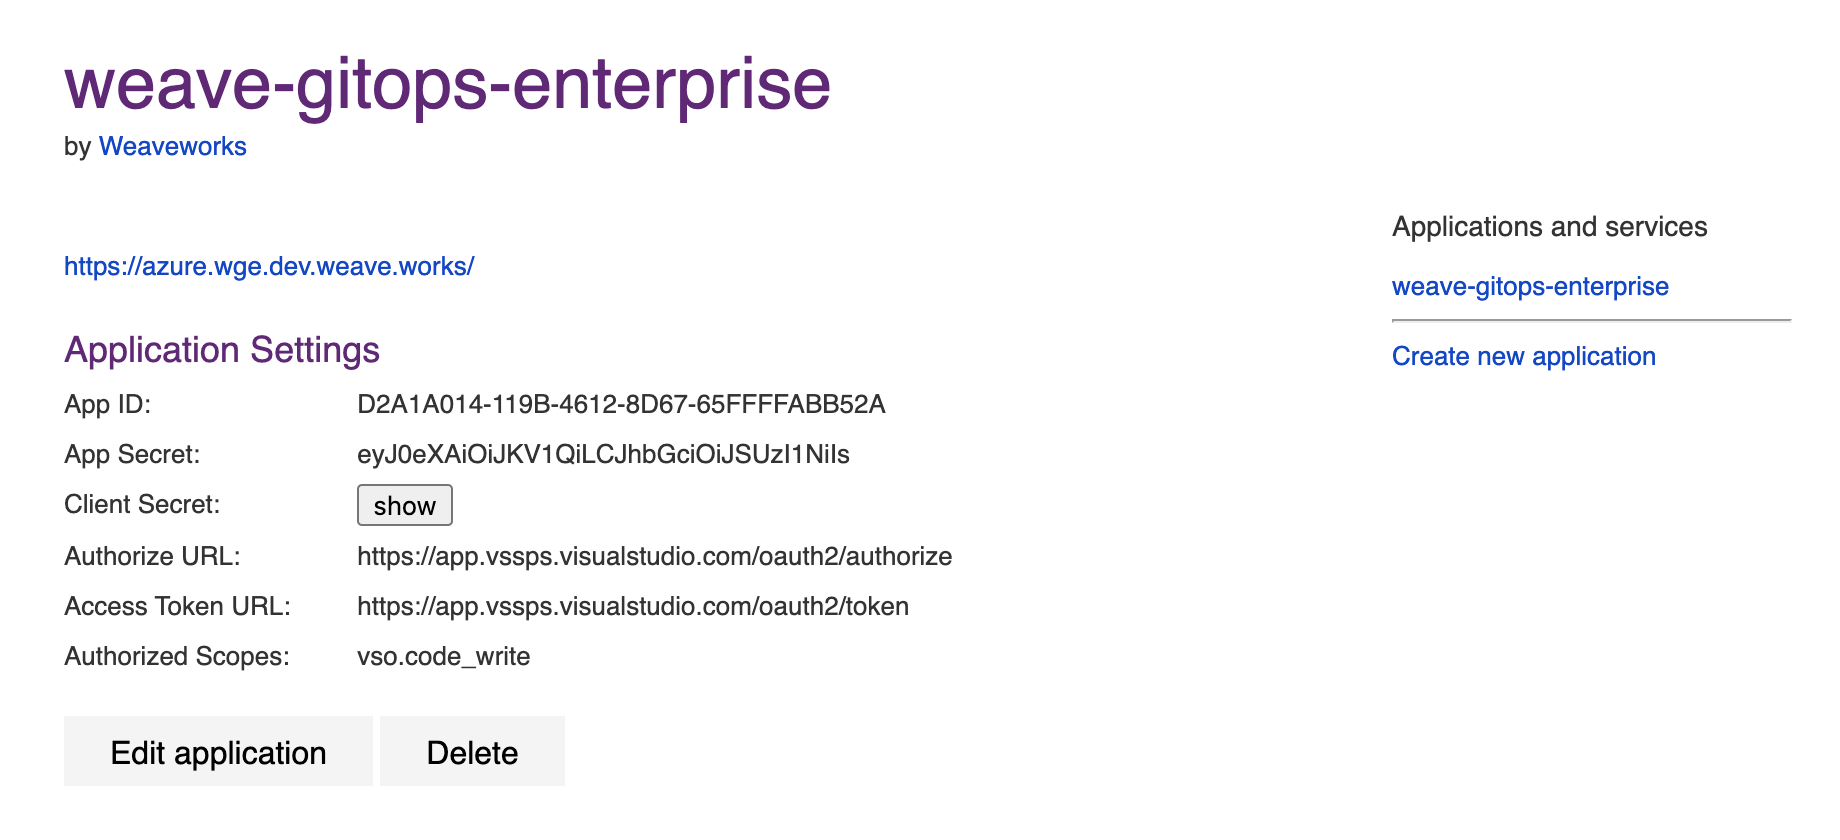 weave-gitops-enterprise
by Weaveworks
https://azure.wge.dev.weave.works/
Application Settings
App ID: D2A1A014-119B-4612-8D67-65FFFFABB52A
App Secret: eyJ0eXAiOiJKV1QiLCJhbGciOiJSUzI1NiIs
Client Secret: show
Authorize URL: https://app.vssps.visualstudio.com/oauth2/authorize
Access Token URL: https://app.vssps.visualstudio.com/oauth2/token
Authorized Scopes: vso.code_write
Edit application Delete
Applications and services
weave-gitops-enterprise
Create new application